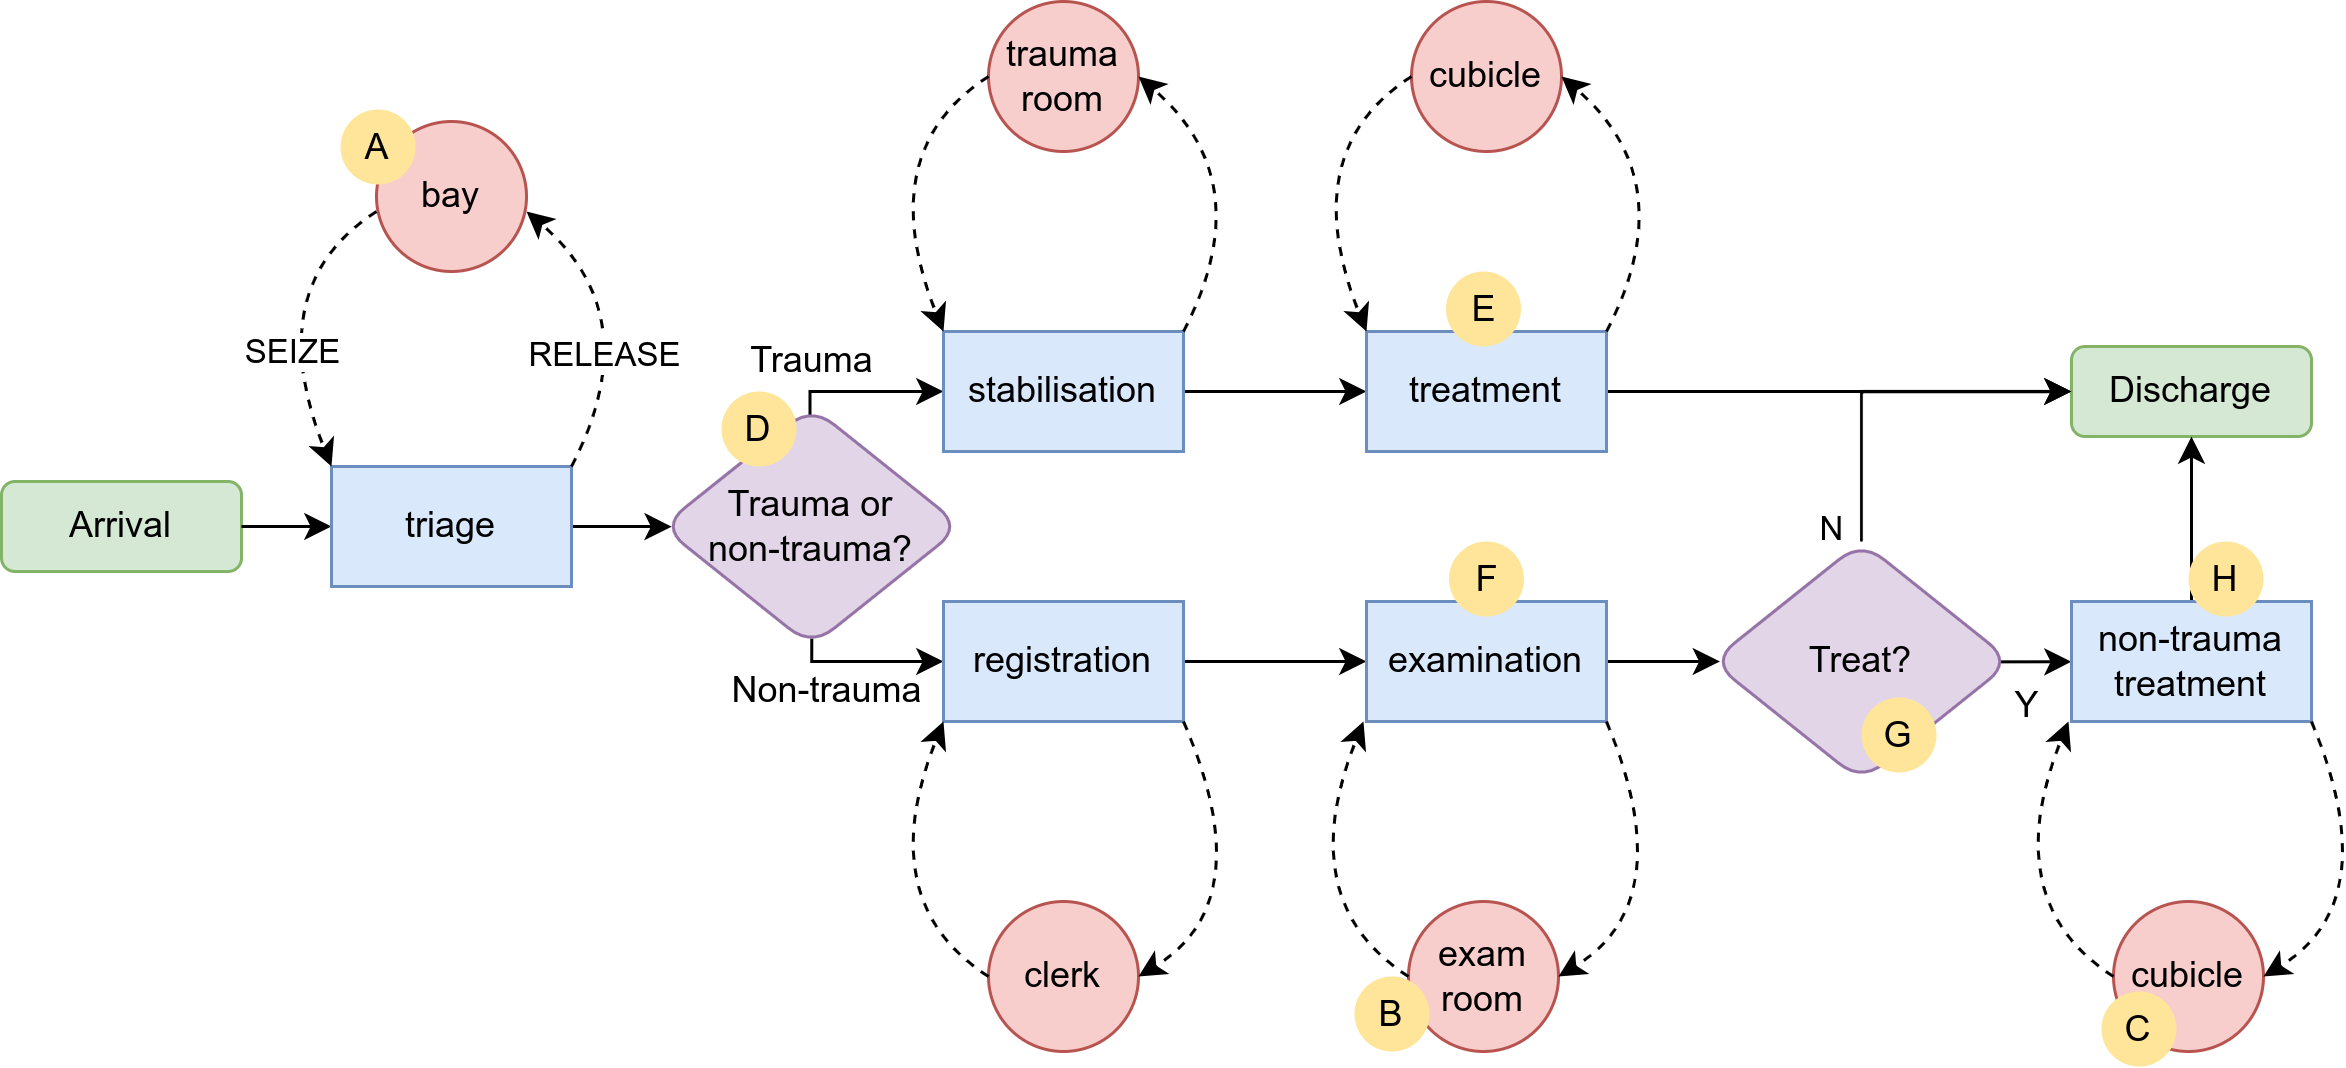 trauma
room
cubicle
A
bay
SEIZE
RELEASE
E
Trauma
stabilisation
treatment
Discharge
D
Arrival
triage
Trauma or
non-trauma?
N
F
H
Non-trauma
registration
examination
Treat?
Y
non-trauma
treatment
G
clerk
exam
room
B
cubicle
C